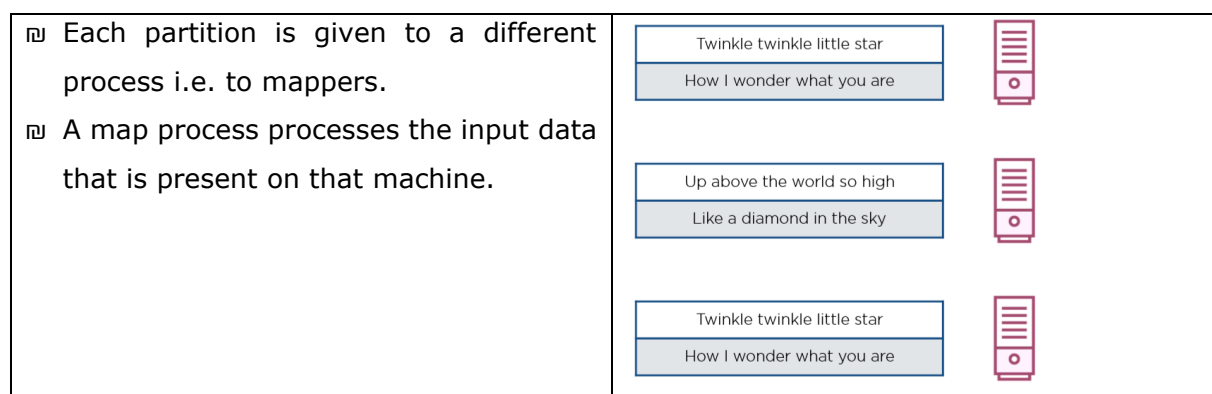 ₪ Each partition is given to a different
process i.e. to mappers.
₪ A map process processes the input data
that is present on that machine.
Twinkle twinkle little star
How I wonder what you are
Up above the world so high
Like a diamond in the sky
Twinkle twinkle little star
How I wonder what you are